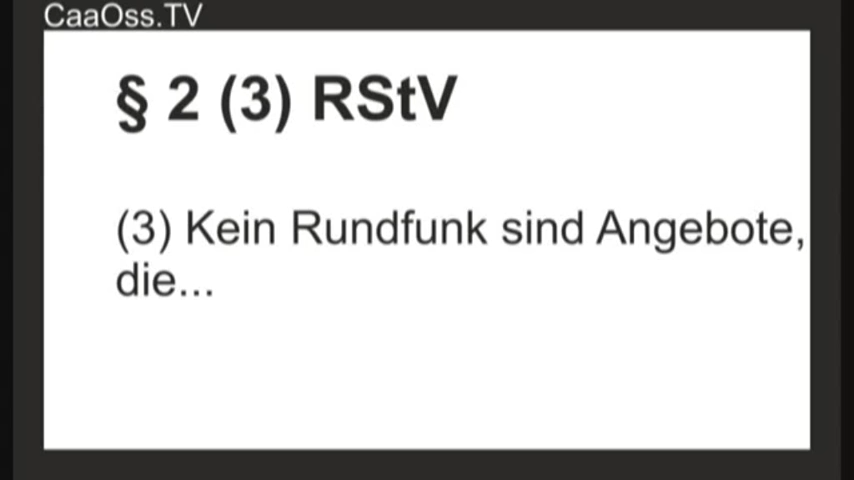 CaaOss.TV
§ 2 (3) RStV
(3) Kein Rundfunk sind Angebote,
die...